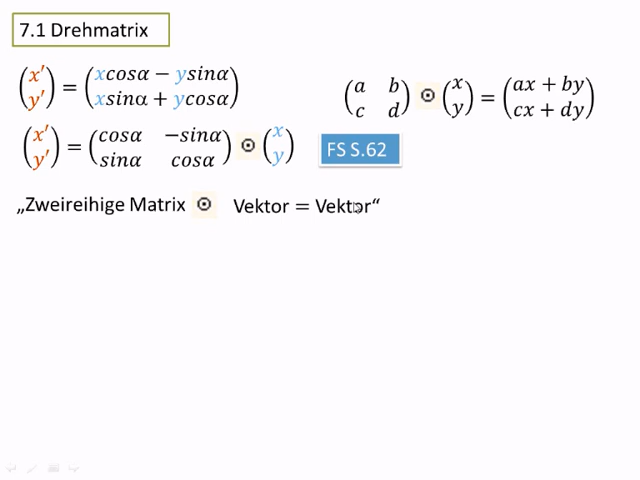 7.1 Drehmatrix
(x′ y′) = (xcosα − ysinα xsinα + ycosα)
(a b c d) ⊙ (x y) = (ax + by cx + dy)
(x′ y′) = (cosα −sinα sinα cosα) ⊙ (x y)
FS S.62
„Zweireihige Matrix ⊙ Vektor = Vektor“